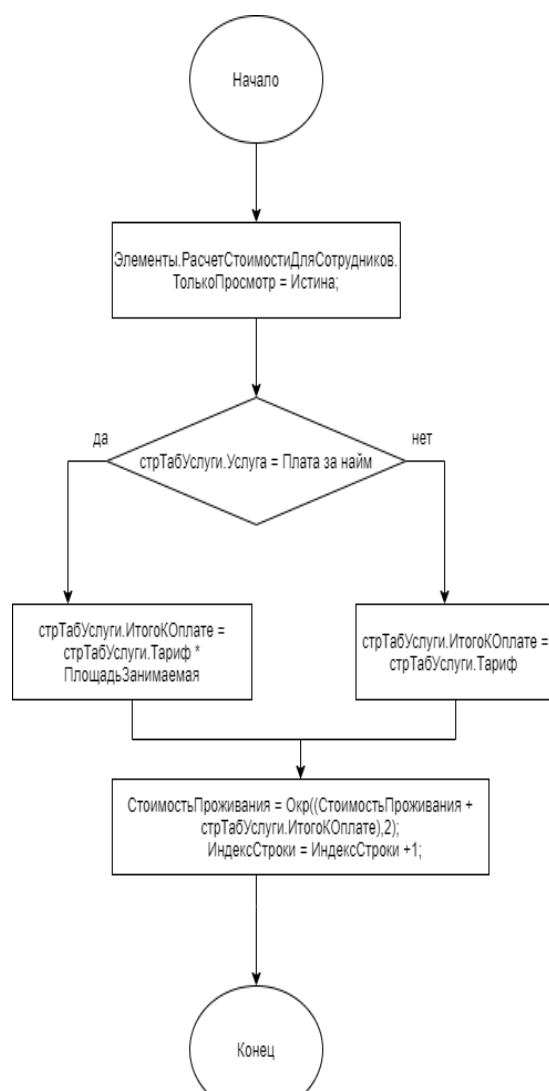 Начало
Элементы.РасчетСтоимостиДляСотрудников.
ТолькоПросмотр = Истина;
да
нет
стрТабУслуги.Услуга = Плата за найм
стрТабУслуги.ИтогоКОплате =
стрТабУслуги.Тариф *
ПлощадьЗанимаемая
стрТабУслуги.ИтогоКОплате =
стрТабУслуги.Тариф
СтоимостьПроживания = Окр((СтоимостьПроживания +
стрТабУслуги.ИтогоКОплате),2);
ИндексСтроки = ИндексСтроки +1;
Конец